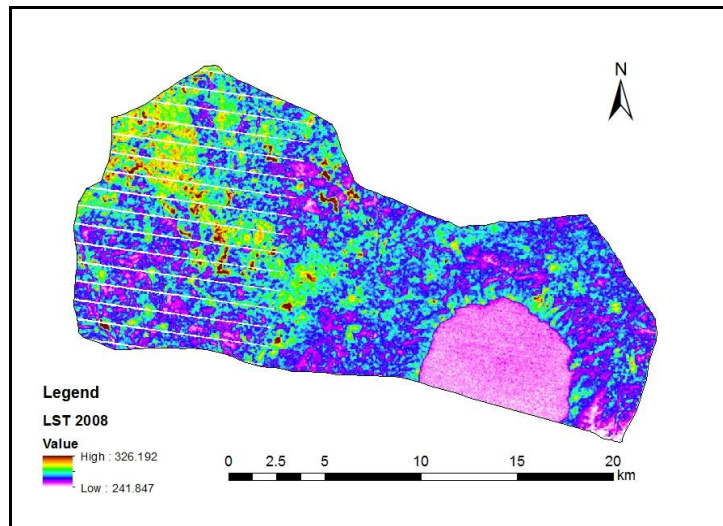 N
Legend
LST 2008
Value
High : 326.192
Low : 241.847
0 2.5 5 10 15 20
km